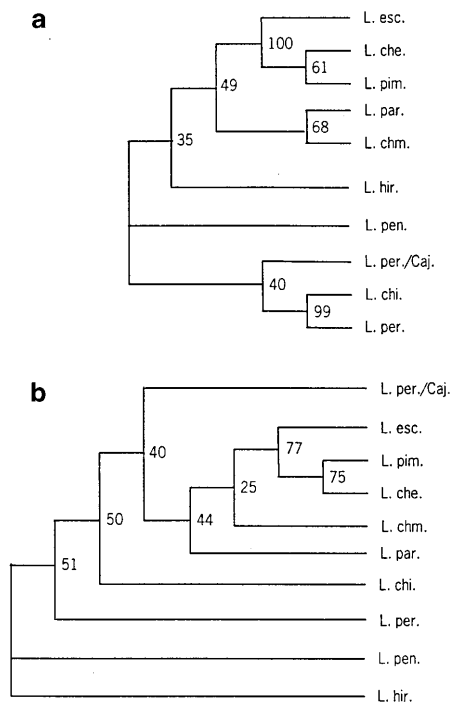 a
L. esc.
100
L. che.
61
L. pim.
49
L. par.
68
L. chm.
35
L. hir.
L. pen.
L. per./Caj.
40
L. chi.
99
L. per.
b
L. per./Caj.
40
L. esc.
77
L. pim.
75
L. che.
25
L. chm.
44
L. par.
50
L. chi.
51
L. per.
L. pen.
L. hir.